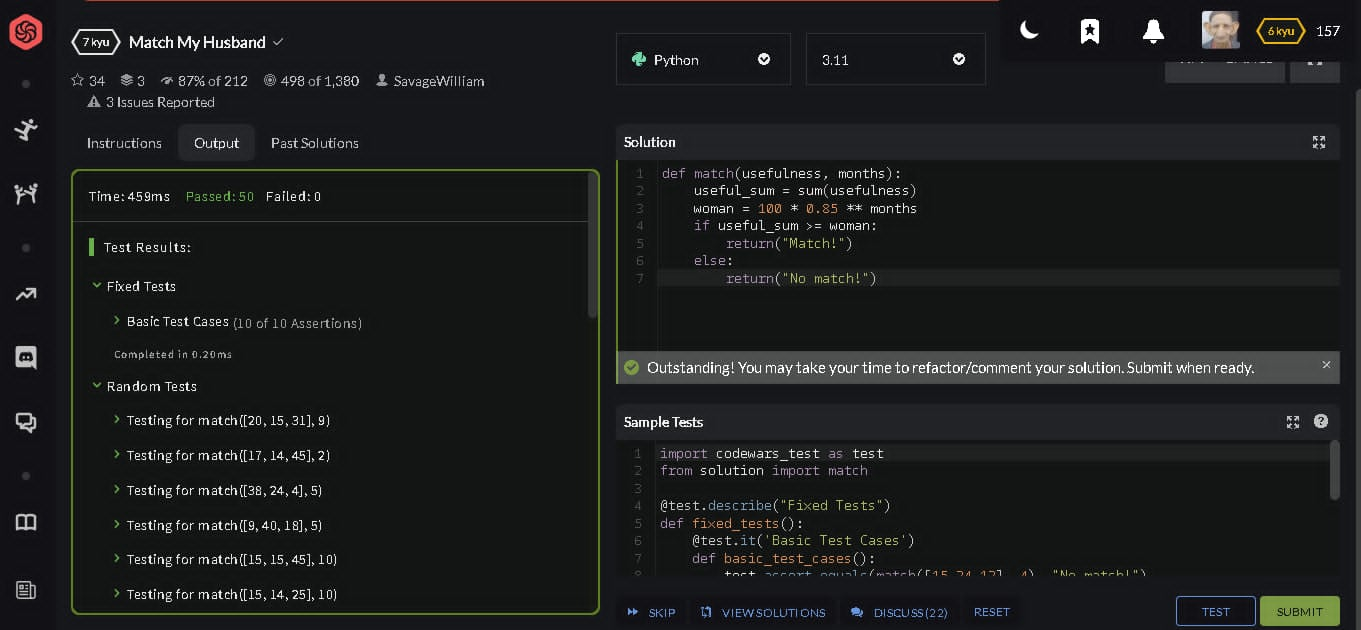 7 kyu Match My Husband
34 3 87% of 212 498 of 1,380 SavageWilliam
3 Issues Reported
Python
3.11
6 kyu 157
Instructions Output Past Solutions
Time: 459ms Passed: 50 Failed: 0
Test Results:
Fixed Tests
Basic Test Cases (10 of 10 Assertions)
Completed in 0.20ms
Random Tests
Testing for match([20, 15, 31], 9)
Testing for match([17, 14, 45], 2)
Testing for match([38, 24, 4], 5)
Testing for match([9, 40, 18], 5)
Testing for match([15, 15, 45], 10)
Testing for match([15, 14, 25], 10)
Solution
1 def match(usefulness, months):
2 useful_sum = sum(usefulness)
3 woman = 100 * 0.85 ** months
4 if useful_sum >= woman:
5 return("Match!")
6 else:
7 return("No match!")
Outstanding! You may take your time to refactor/comment your solution. Submit when ready.
Sample Tests
1 import codewars_test as test
2 from solution import match
3
4 @test.describe("Fixed Tests")
5 def fixed_tests():
6 @test.it('Basic Test Cases')
7 def basic_test_cases():
8 test.assert_equals(match([15,24,12], 4), "No match!")
SKIP VIEW SOLUTIONS DISCUSS (22) RESET
TEST SUBMIT